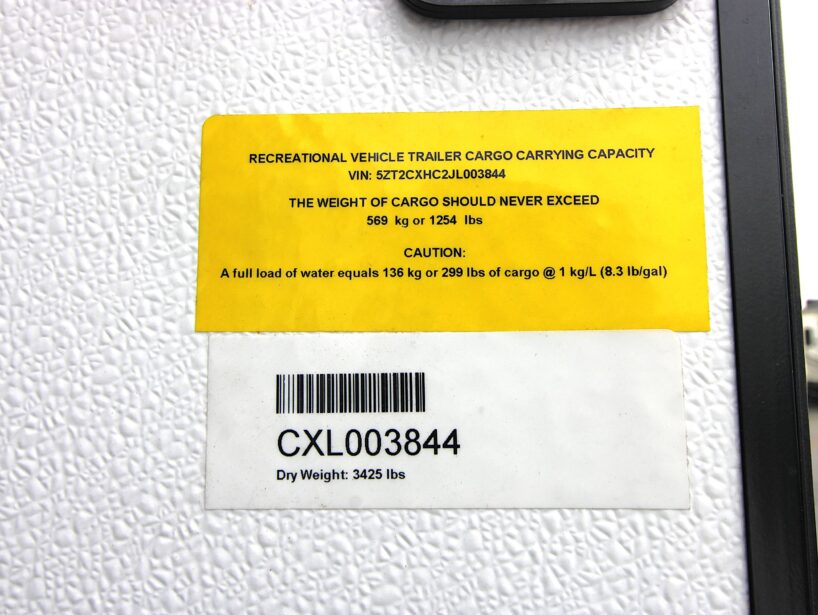 RECREATIONAL VEHICLE TRAILER CARGO CARRYING CAPACITY
VIN: 5ZT2CXHC2JL003844
THE WEIGHT OF CARGO SHOULD NEVER EXCEED
569 kg or 1254 lbs
CAUTION:
A full load of water equals 136 kg or 299 lbs of cargo @ 1 kg/L (8.3 lb/gal)
CXL003844
Dry Weight: 3425 lbs